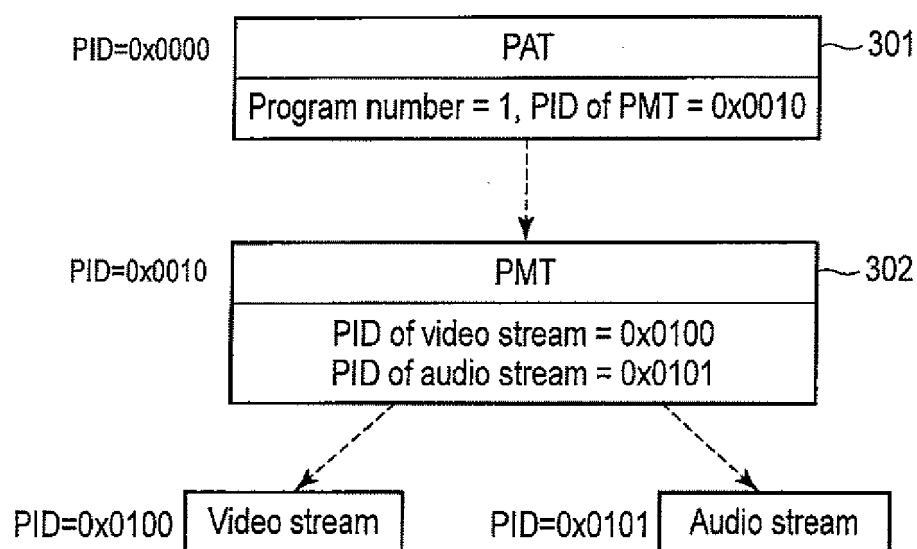 PID=0x0000
PAT
301
Program number = 1, PID of PMT = 0x0010
PID=0x0010
PMT
302
PID of video stream = 0x0100
PID of audio stream = 0x0101
PID=0x0100
Video stream
PID=0x0101
Audio stream